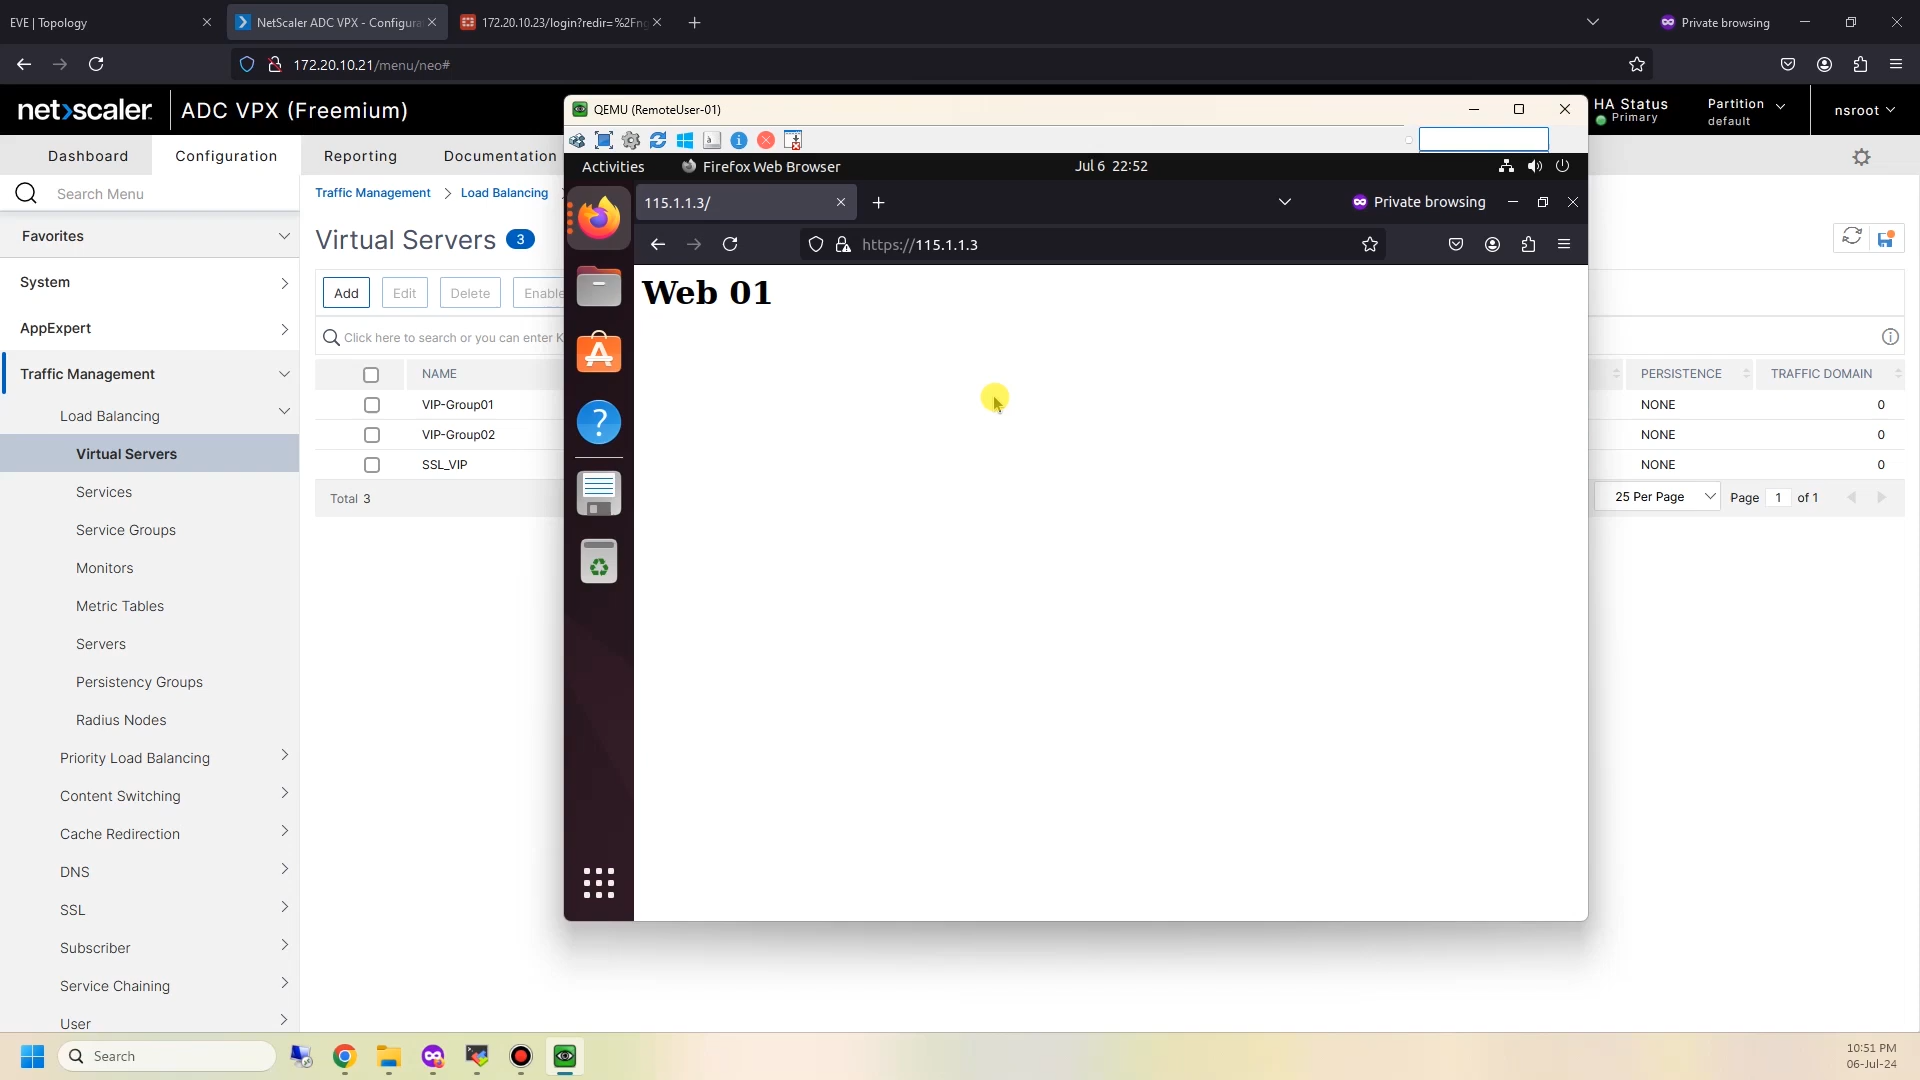 EVE | Topology
NetScaler ADC VPX - Configura
172.20.10.23/login?redir=%2Fn
Private browsing
172.20.10.21/menu/neo#
net>scaler
ADC VPX (Freemium)
HA Status
Primary
Partition
default
nsroot
Dashboard
Configuration
Reporting
Documentation
Search Menu
Traffic Management > Load Balancing
Favorites
Virtual Servers 3
System
Add
Edit
Delete
Enable
AppExpert
Click here to search or you can enter K
Traffic Management
NAME
PERSISTENCE
TRAFFIC DOMAIN
VIP-Group01
NONE
0
Load Balancing
VIP-Group02
NONE
0
Virtual Servers
SSL_VIP
NONE
0
Total 3
25 Per Page
Page 1 of 1
Services
Service Groups
Monitors
Metric Tables
Servers
Persistency Groups
Radius Nodes
Priority Load Balancing
Content Switching
Cache Redirection
DNS
SSL
Subscriber
Service Chaining
User
QEMU (RemoteUser-01)
Activities
Firefox Web Browser
Jul 6 22:52
115.1.1.3/
Private browsing
https://115.1.1.3
Web 01
Search
10:51 PM
06-Jul-24